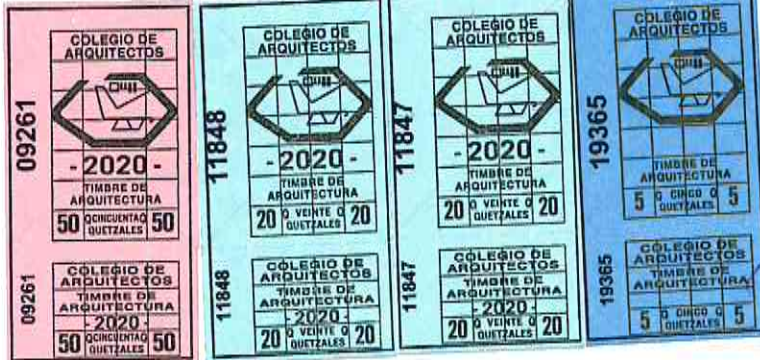 09261
COLEGIO DE
ARQUITECTOS
- 2020 -
TIMBRE DE
ARQUITECTURA
50 Q CINCUENTA Q 50
QUETZALES
09261
COLEGIO DE
ARQUITECTOS
TIMBRE DE
ARQUITECTURA
- 2020 -
50 Q CINCUENTA Q 50
QUETZALES
11848
COLEGIO DE
ARQUITECTOS
- 2020 -
TIMBRE DE
ARQUITECTURA
20 Q VEINTE Q 20
QUETZALES
11848
COLEGIO DE
ARQUITECTOS
TIMBRE DE
ARQUITECTURA
- 2020 -
20 Q VEINTE Q 20
QUETZALES
11847
COLEGIO DE
ARQUITECTOS
- 2020 -
TIMBRE DE
ARQUITECTURA
20 Q VEINTE Q 20
QUETZALES
11847
COLEGIO DE
ARQUITECTOS
TIMBRE DE
ARQUITECTURA
- 2020 -
20 Q VEINTE Q 20
QUETZALES
19365
COLEGIO DE
ARQUITECTOS
TIMBRE DE
ARQUITECTURA
5 Q CINCO Q 5
QUETZALES
19365
COLEGIO DE
ARQUITECTOS
TIMBRE DE
ARQUITECTURA
5 Q CINCO Q 5
QUETZALES